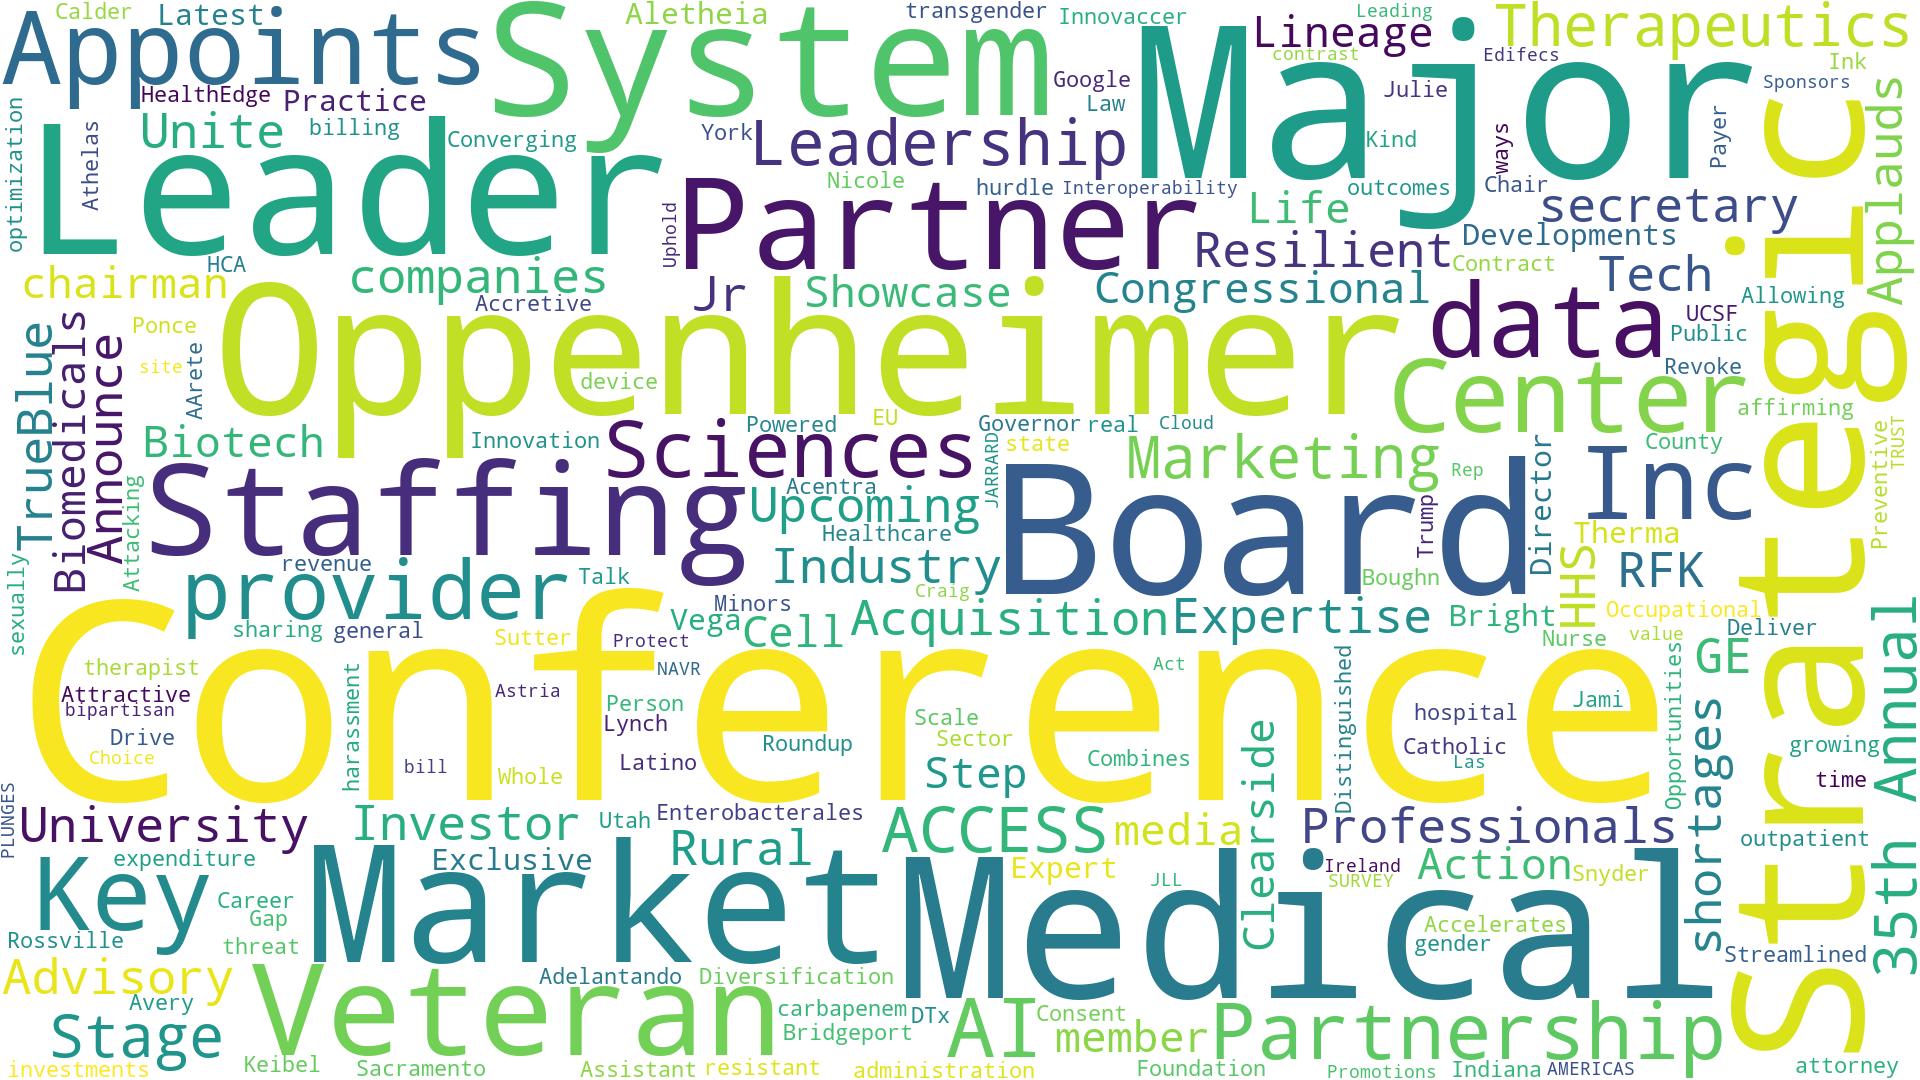 Calder
Latest
Aletheia
transgender
Innovaccer
Leading
Therapeutics
Appoints
System
Major
Lineage
contrast
Edifecs
Ink
HealthEdge
Practice
Google
Law
Julie
Sponsors
optimization
Athelas
Leader
Unite
billing
Converging
York
Leadership
Kind
ways
Payer
Strategic
Applauds
Nicole
hurdle
Interoperability
outcomes
Chair
Uphold
Partner
Life
secretary
HCA
Resilient
Developments
chairman
companies
Accretive
Jr
Showcase
Congressional
Contract
Tech
Allowing
TrueBlue
Biomedicals
Announce
Ponce
site
AArete
Oppenheimer
data
UCSF
Public
Revoke
device
Center
affirming
Biotech
Innovation
Sciences
Powered
EU
Governor
real
Cloud
state
JARRARD
Marketing
Rep
Director
County
Preventive
TRUST
Attacking
Staffing
Acentra
Upcoming
Board
Trump
Inc
Healthcare
Therma
sexually
revenue
provider
Talk
Industry
Craig
Boughn
HHS
RFK
Minors
Vega
Cell
Acquisition
Expertise
Bright
Occupational
Deliver
sharing
general
Sutter
Protect
Nurse
value
35th Annual
Conference
therapist
NAVR
Act
GE
Attractive
bipartisan
harassment
Astria
Person
Distinguished
Jami
Opportunities
Drive
Lynch
Scale
hospital
shortages
Choice
bill
Whole
Latino
Roundup
Sector
Combines
Clearside
Catholic
Las
growing
Step
time
PLUNGES
University
Investor
Utah
Enterobacterales
ACCESS
media
Professionals
outpatient
Key
expenditure
Exclusive
Market
Rural
Expert
JLL
Medical
Ireland
SURVEY
Action
Snyder
Career
Gap
Accelerates
Rossville
threat
gender
Streamlined
Advisory
Veteran
Adelantando
Diversification
Avery
carbapenem
DTx
AI
Consent
Stage
Bridgeport
member
Partnership
investments
Keibel
Sacramento
Assistant
resistant
administration
Foundation
Promotions
Indiana
AMERICAS
attorney